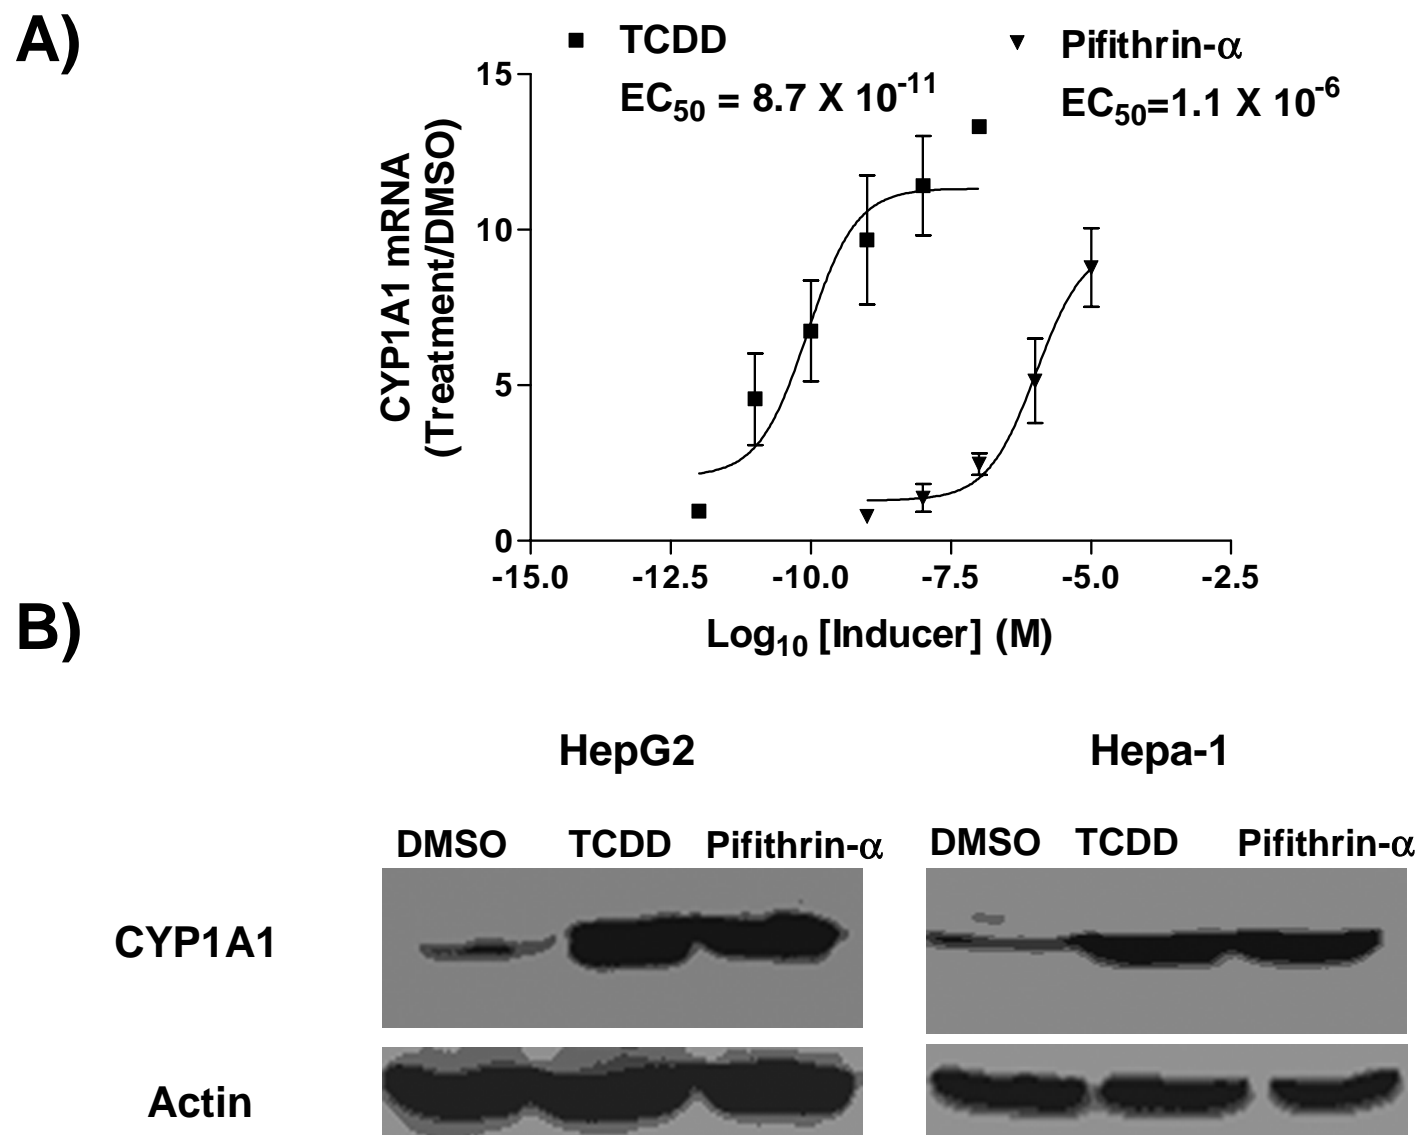 A)
TCDD
EC50 = 8.7 X 10-11
Pifithrin-α
EC50=1.1 X 10-6
CYP1A1 mRNA
(Treatment/DMSO)
15
10
5
0
-15.0 -12.5 -10.0 -7.5 -5.0 -2.5
Log10 [Inducer] (M)
B)
HepG2 Hepa-1
DMSO TCDD Pifithrin-α DMSO TCDD Pifithrin-α
CYP1A1
Actin